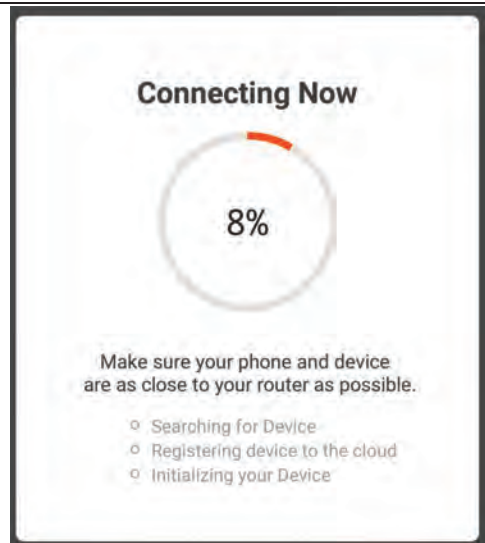 Connecting Now
8%
Make sure your phone and device
are as close to your router as possible.
Searching for Device
Registering device to the cloud
Initializing your Device